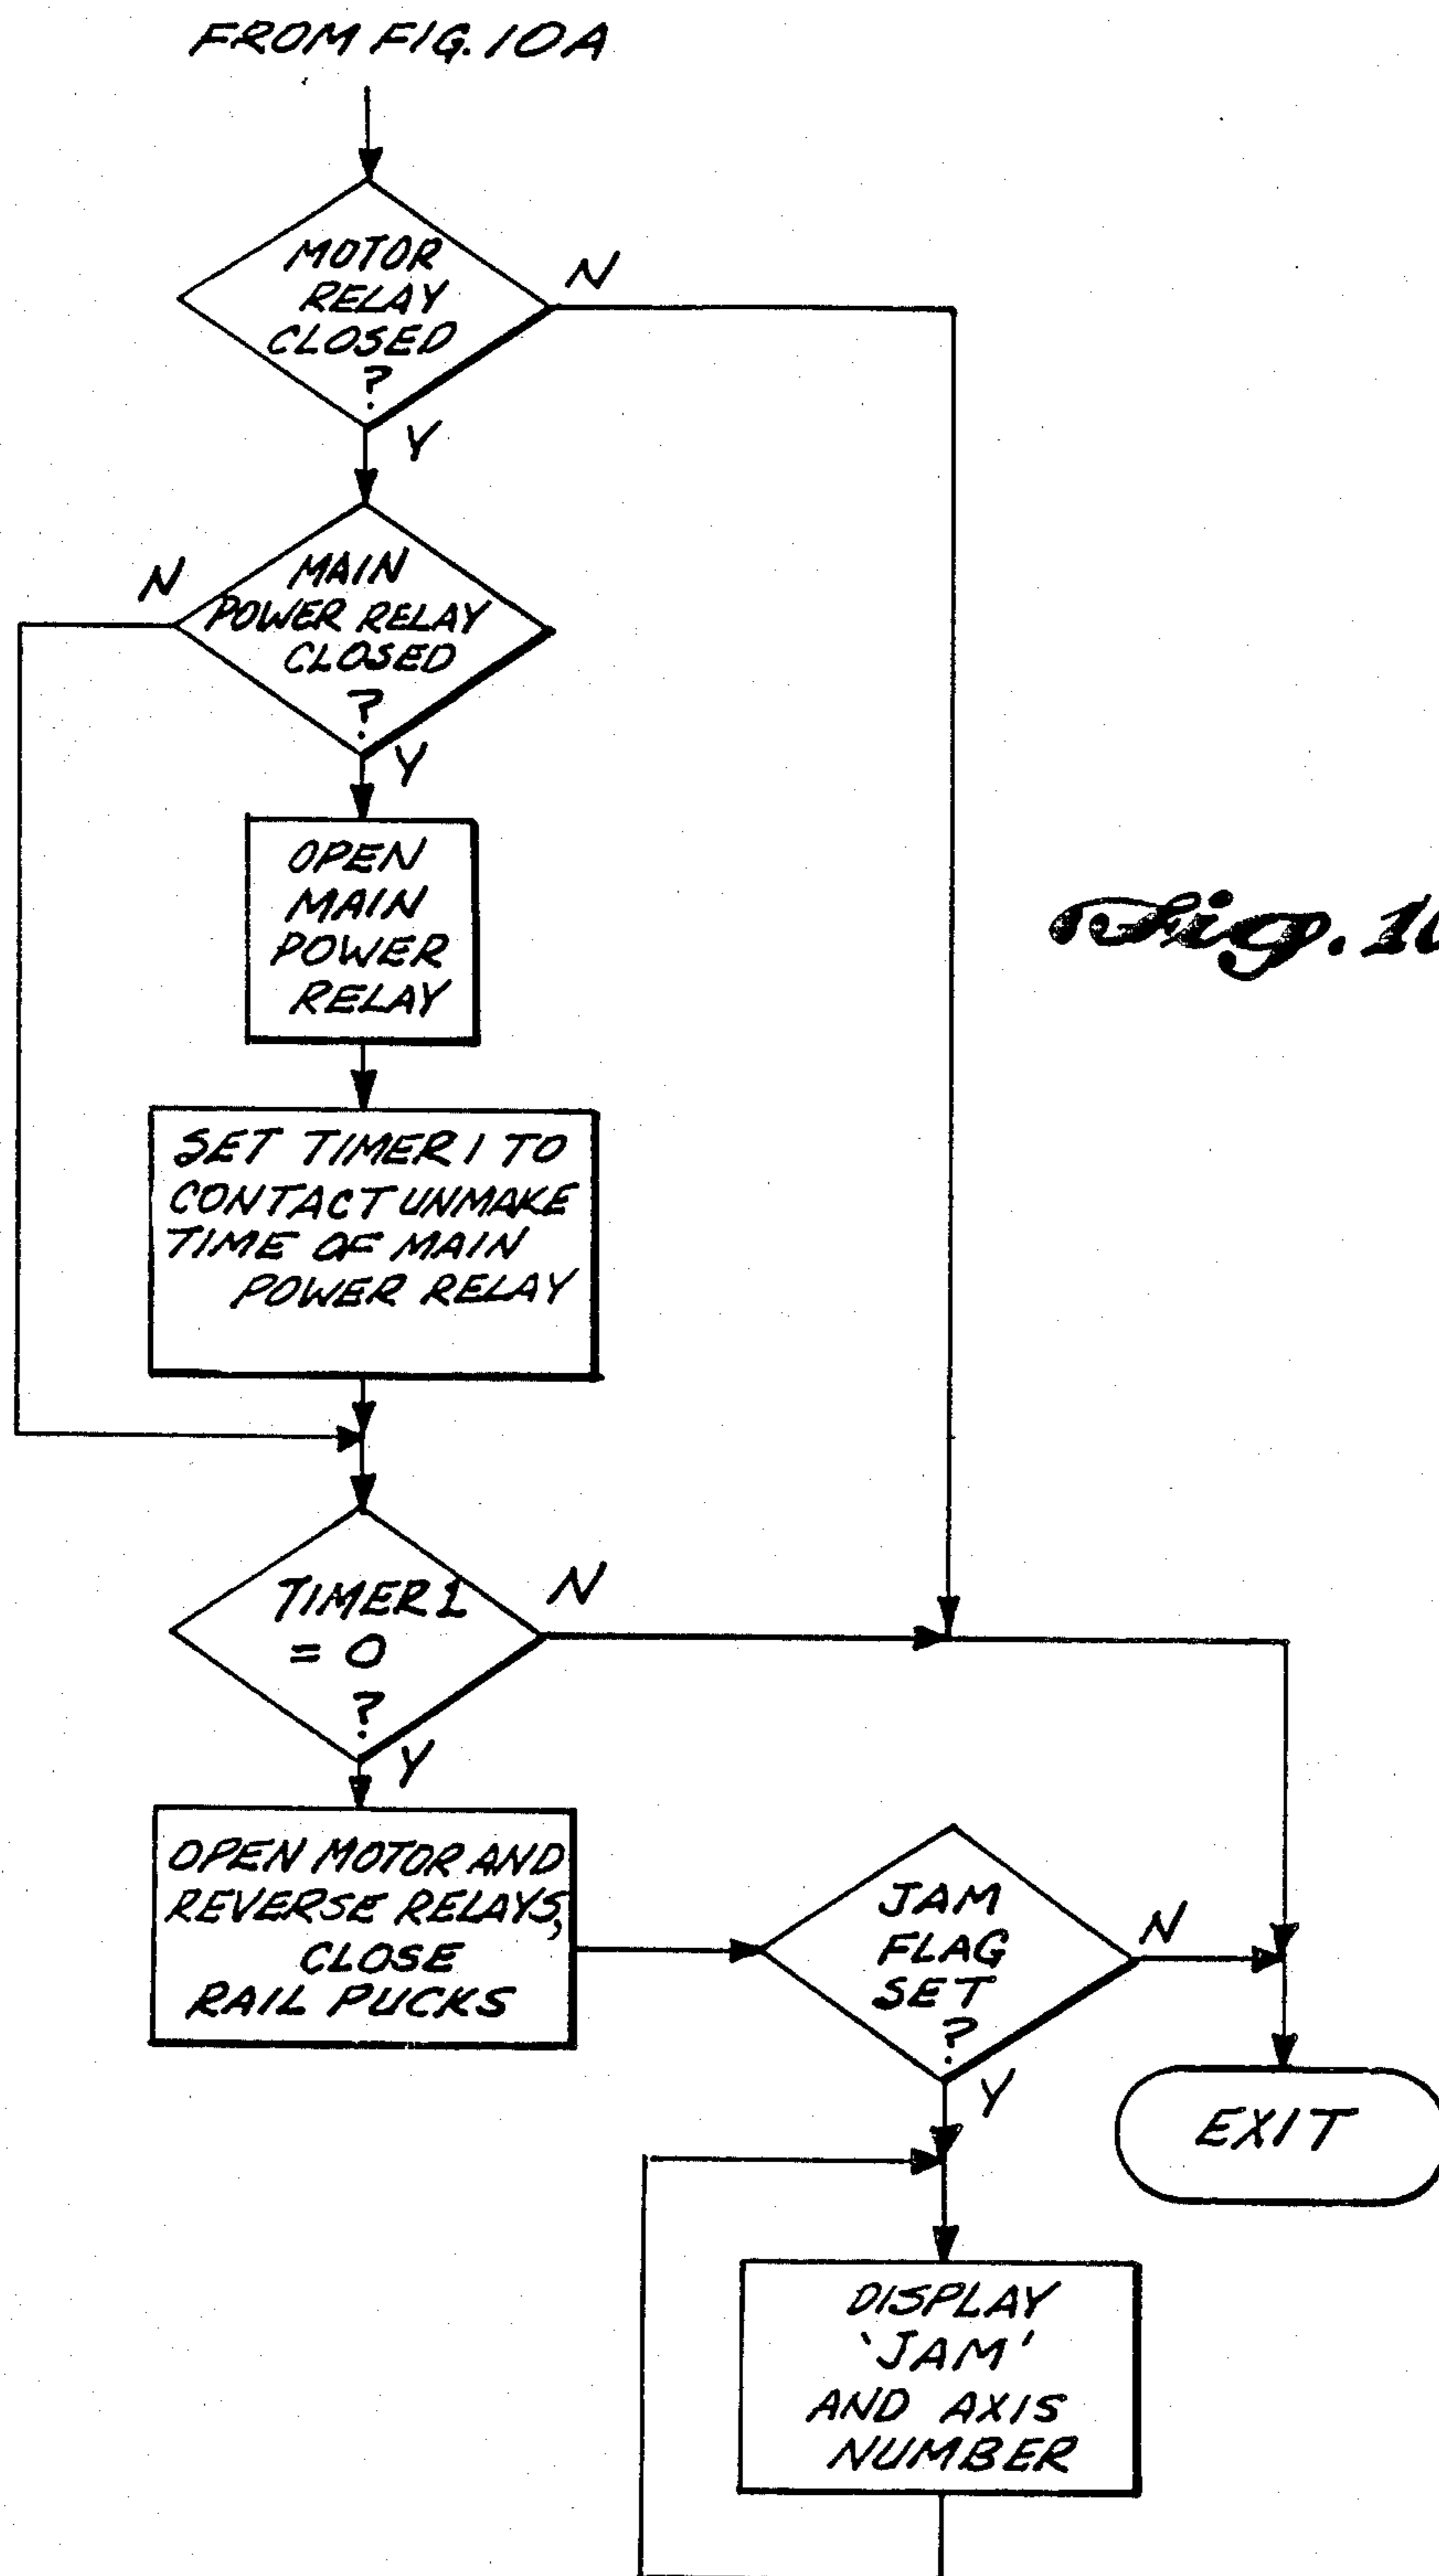 FROM FIG. 10A
MOTOR
RELAY
CLOSED
?
N
Y
MAIN
POWER RELAY
CLOSED
?
N
Y
OPEN
MAIN
POWER
RELAY
Fig. 10
SET TIMER 1 TO
CONTACT UNMAKE
TIME OF MAIN
POWER RELAY
TIMER 1
= 0
?
N
Y
OPEN MOTOR AND
REVERSE RELAYS,
CLOSE
RAIL PUCKS
JAM
FLAG
SET
?
N
Y
EXIT
DISPLAY
'JAM'
AND AXIS
NUMBER